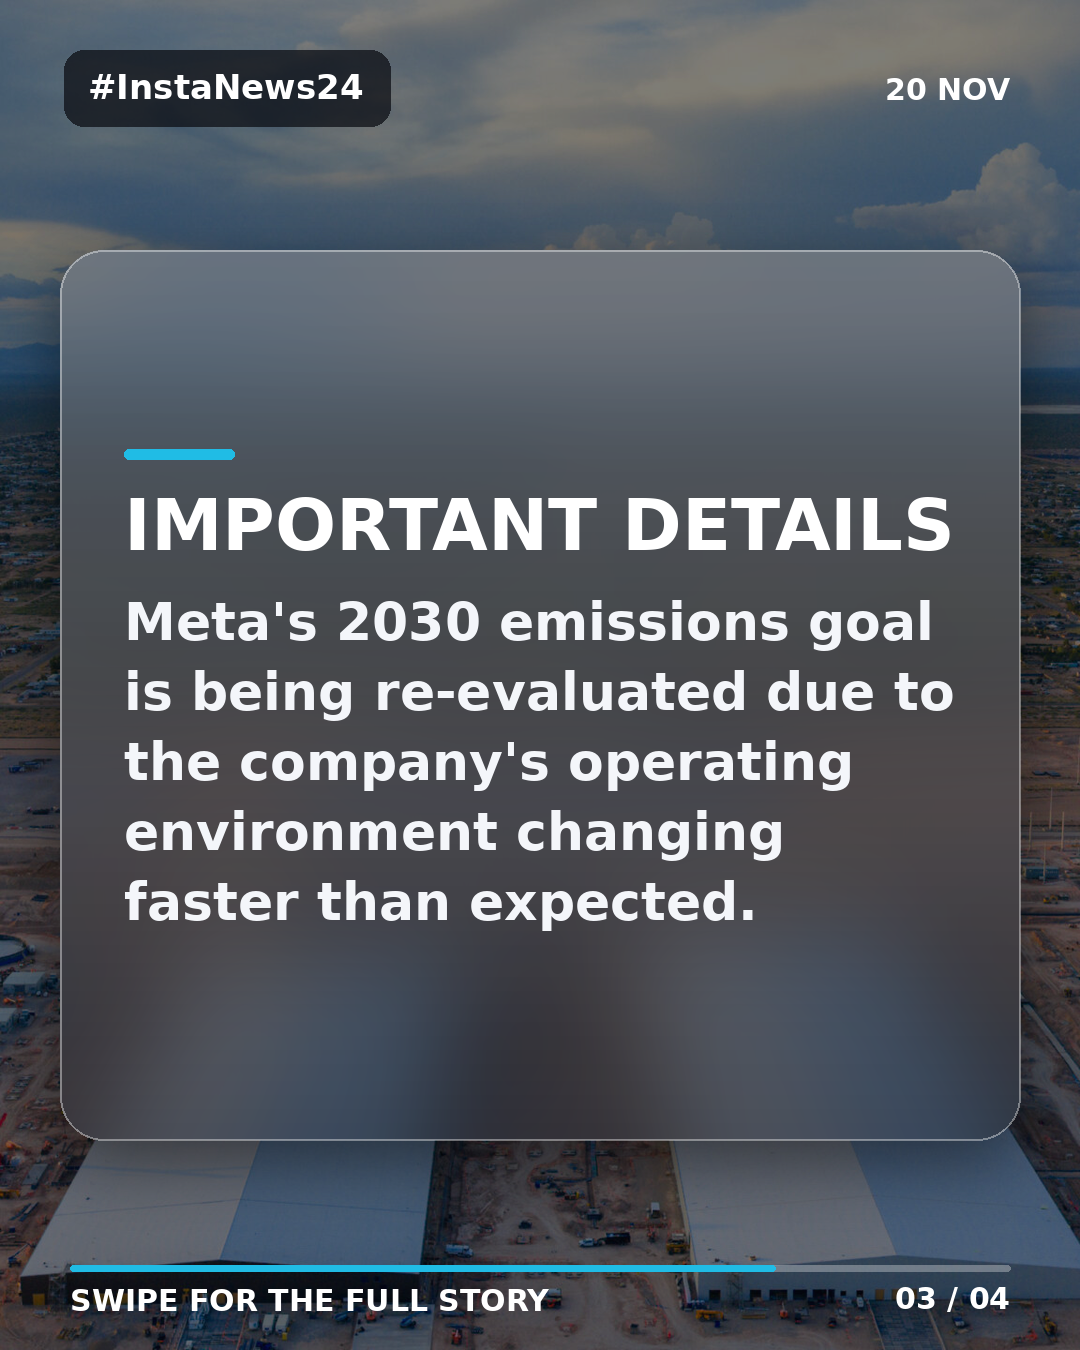 #InstaNews24
20 NOV
IMPORTANT DETAILS
Meta's 2030 emissions goal
is being re-evaluated due to
the company's operating
environment changing
faster than expected.
SWIPE FOR THE FULL STORY
03 / 04